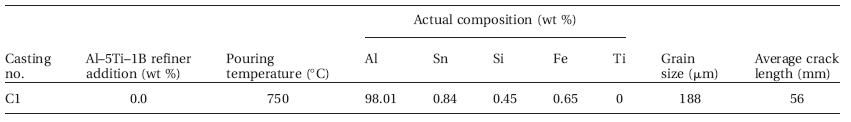 Actual composition (wt %)
Casting Al–5Ti–1B refiner Pouring Al Sn Si Fe Ti Grain Average crack
no. addition (wt %) temperature (°C) size (μm) length (mm)
C1 0.0 750 98.01 0.84 0.45 0.65 0 188 56